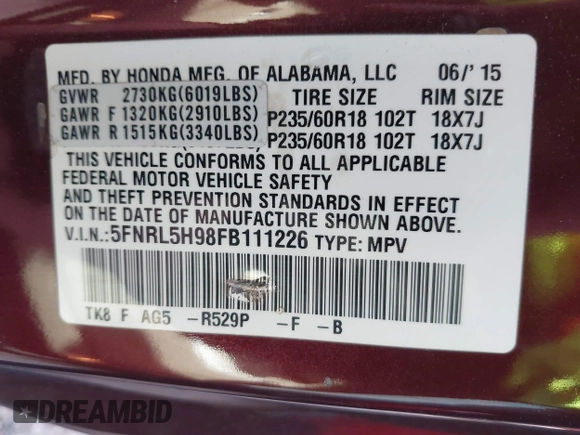 MFD. BY HONDA MFG. OF ALABAMA, LLC 06/' 15
GVWR 2730KG(6019LBS) TIRE SIZE RIM SIZE
GAWR F 1320KG(2910LBS) P235/60R18 102T 18X7J
GAWR R 1515KG(3340LBS) P235/60R18 102T 18X7J
THIS VEHICLE CONFORMS TO ALL APPLICABLE
FEDERAL MOTOR VEHICLE SAFETY
AND THEFT PREVENTION STANDARDS IN EFFECT
ON THE DATE OF MANUFACTURE SHOWN ABOVE.
V.I.N.:5FNRL5H98FB111226 TYPE: MPV
TK8 F AG5 -R529P -F -B
DREAMBID